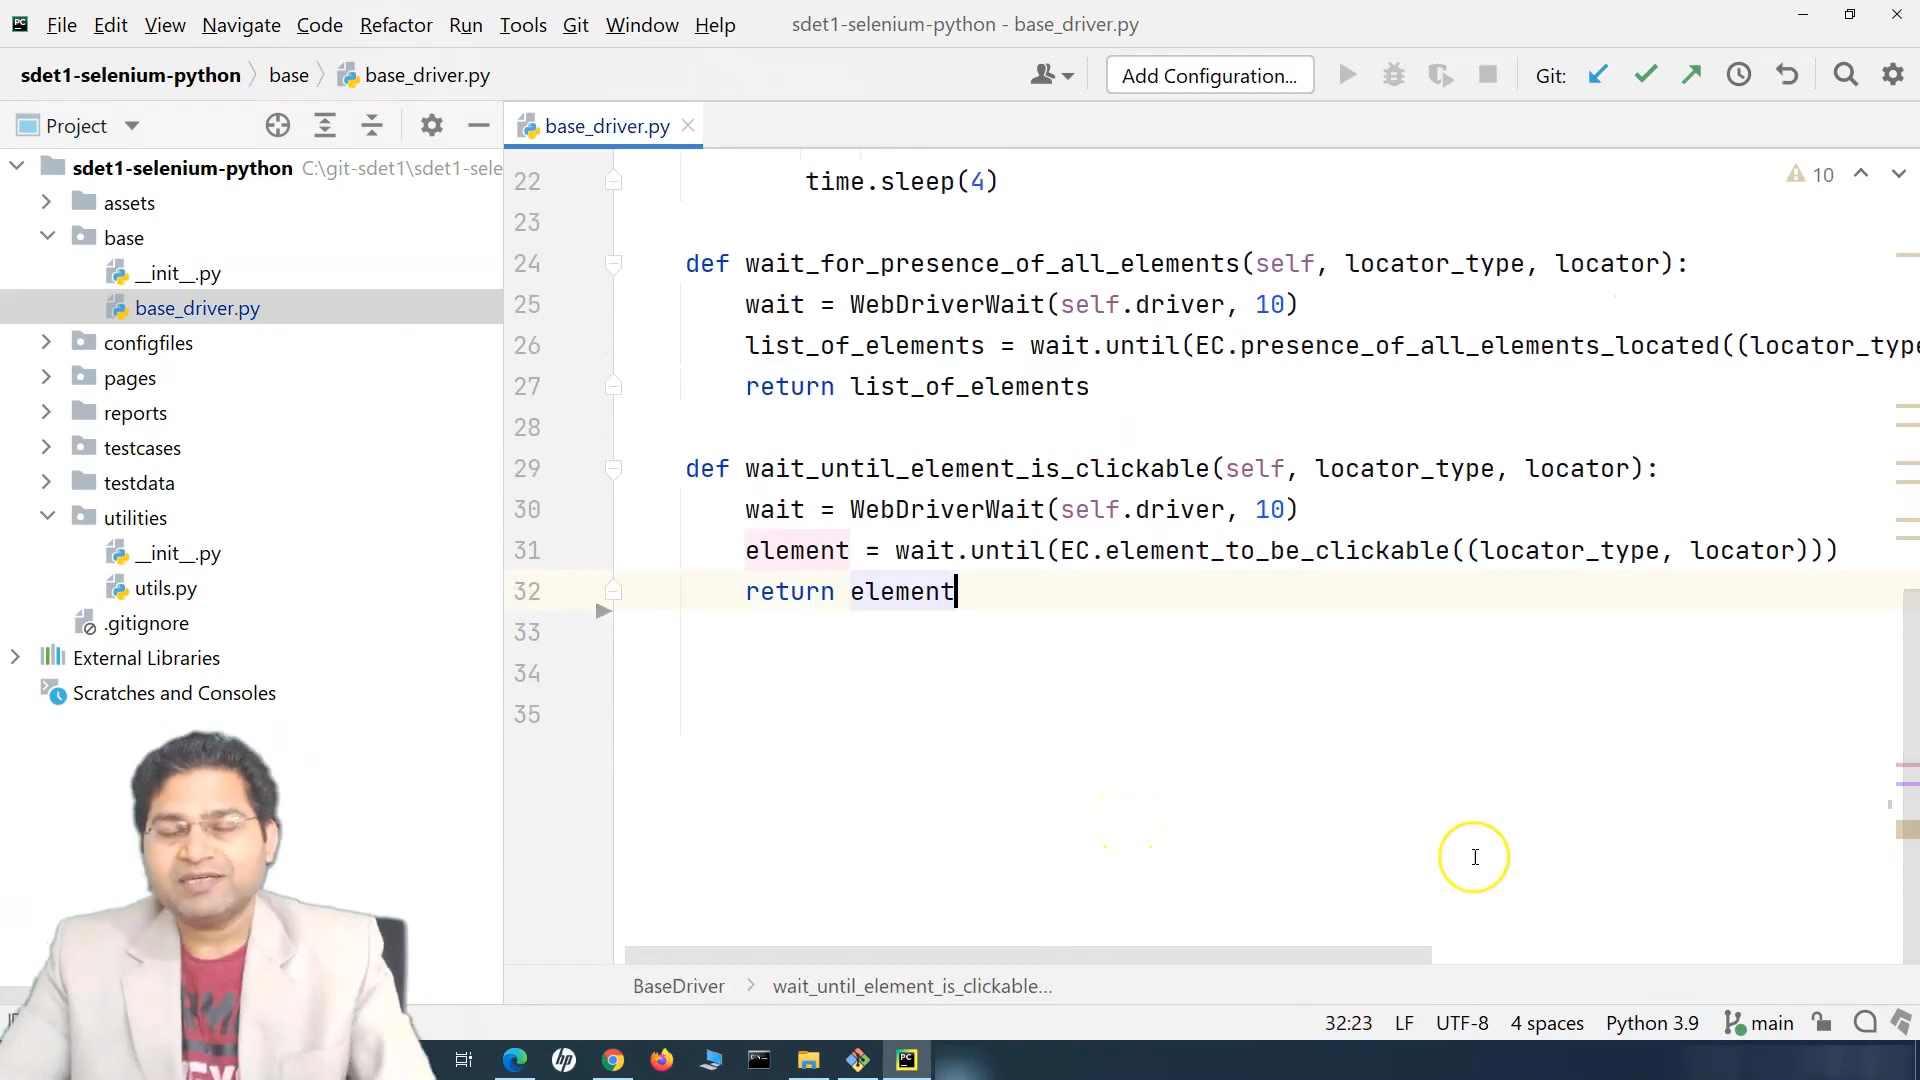 File Edit View Navigate Code Refactor Run Tools Git Window Help sdet1-selenium-python - base_driver.py
sdet1-selenium-python base base_driver.py Add Configuration... Git:
Project base_driver.py
sdet1-selenium-python C:\git-sdet1\sdet1-sele
assets
base
__init__.py
base_driver.py
configfiles
pages
reports
testcases
testdata
utilities
__init__.py
utils.py
.gitignore
External Libraries
Scratches and Consoles
10
22 time.sleep(4)
23
24 def wait_for_presence_of_all_elements(self, locator_type, locator):
25 wait = WebDriverWait(self.driver, 10)
26 list_of_elements = wait.until(EC.presence_of_all_elements_located((locator_type
27 return list_of_elements
28
29 def wait_until_element_is_clickable(self, locator_type, locator):
30 wait = WebDriverWait(self.driver, 10)
31 element = wait.until(EC.element_to_be_clickable((locator_type, locator)))
32 return element
33
34
35
BaseDriver wait_until_element_is_clickable...
32:23 LF UTF-8 4 spaces Python 3.9 main
hp
PC